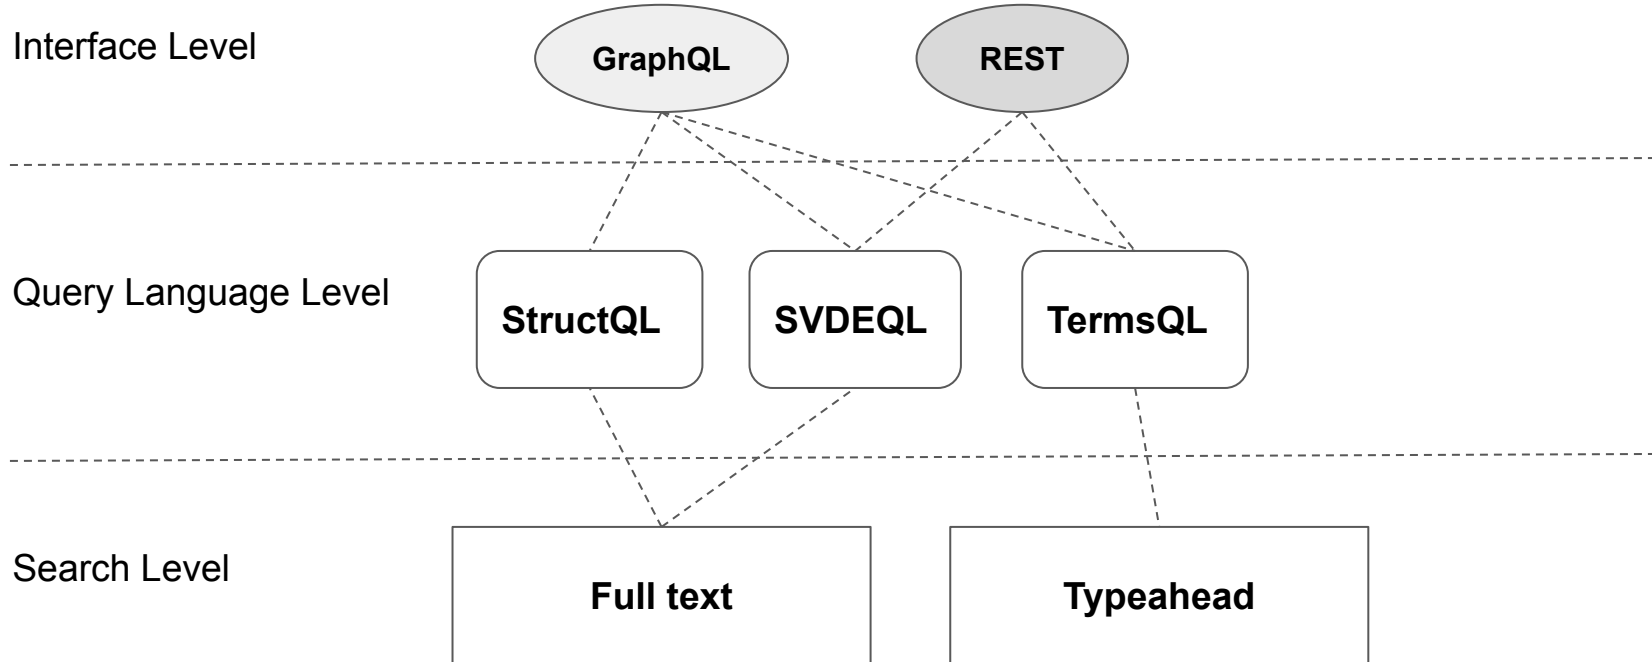 Interface Level
GraphQL
REST
Query Language Level
StructQL
SVDEQL
TermsQL
Search Level
Full text
Typeahead